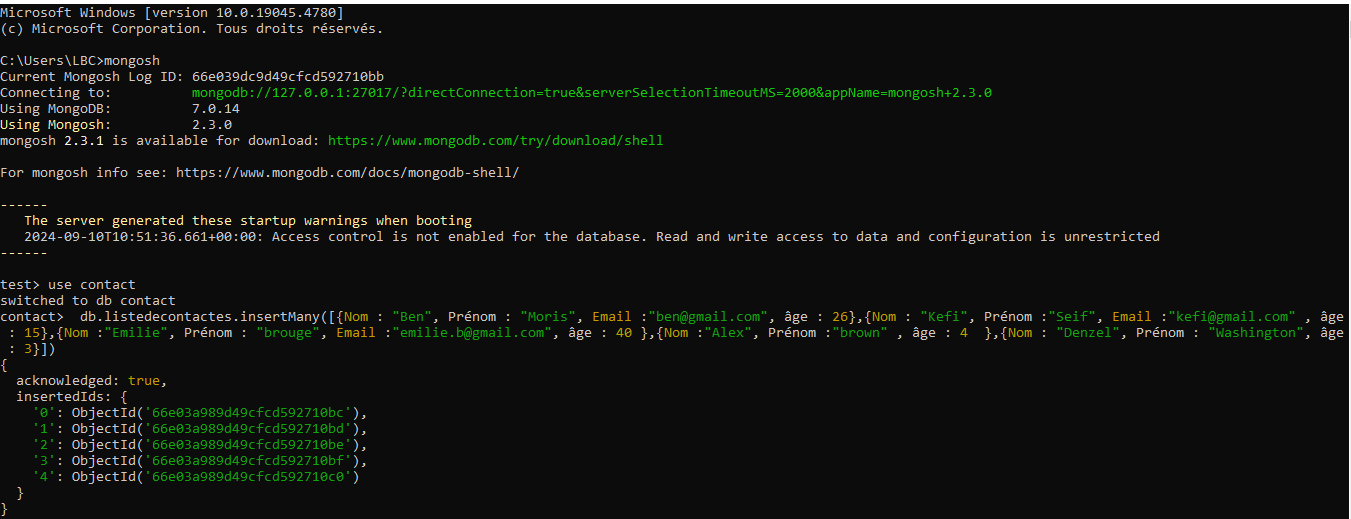 Microsoft Windows [version 10.0.19045.4780]
(c) Microsoft Corporation. Tous droits réservés.
C:\Users\LBC>mongosh
Current Mongosh Log ID: 66e039dc9d49cfcd592710bb
Connecting to:          mongodb://127.0.0.1:27017/?directConnection=true&serverSelectionTimeoutMS=2000&appName=mongosh+2.3.0
Using MongoDB:          7.0.14
Using Mongosh:          2.3.0
mongosh 2.3.1 is available for download: https://www.mongodb.com/try/download/shell
For mongosh info see: https://www.mongodb.com/docs/mongodb-shell/
------
   The server generated these startup warnings when booting
   2024-09-10T10:51:36.661+00:00: Access control is not enabled for the database. Read and write access to data and configuration is unrestricted
------
test> use contact
switched to db contact
contact>  db.listedecontactes.insertMany([{Nom : "Ben", Prénom : "Moris", Email :"ben@gmail.com", âge : 26},{Nom : "Kefi", Prénom :"Seif", Email :"kefi@gmail.com" , âge
 : 15},{Nom :"Emilie", Prénom : "brouge", Email :"emilie.b@gmail.com", âge : 40 },{Nom :"Alex", Prénom :"brown" , âge : 4  },{Nom : "Denzel", Prénom : "Washington", âge
 : 3}])
{
  acknowledged: true,
  insertedIds: {
    '0': ObjectId('66e03a989d49cfcd592710bc'),
    '1': ObjectId('66e03a989d49cfcd592710bd'),
    '2': ObjectId('66e03a989d49cfcd592710be'),
    '3': ObjectId('66e03a989d49cfcd592710bf'),
    '4': ObjectId('66e03a989d49cfcd592710c0')
  }
}